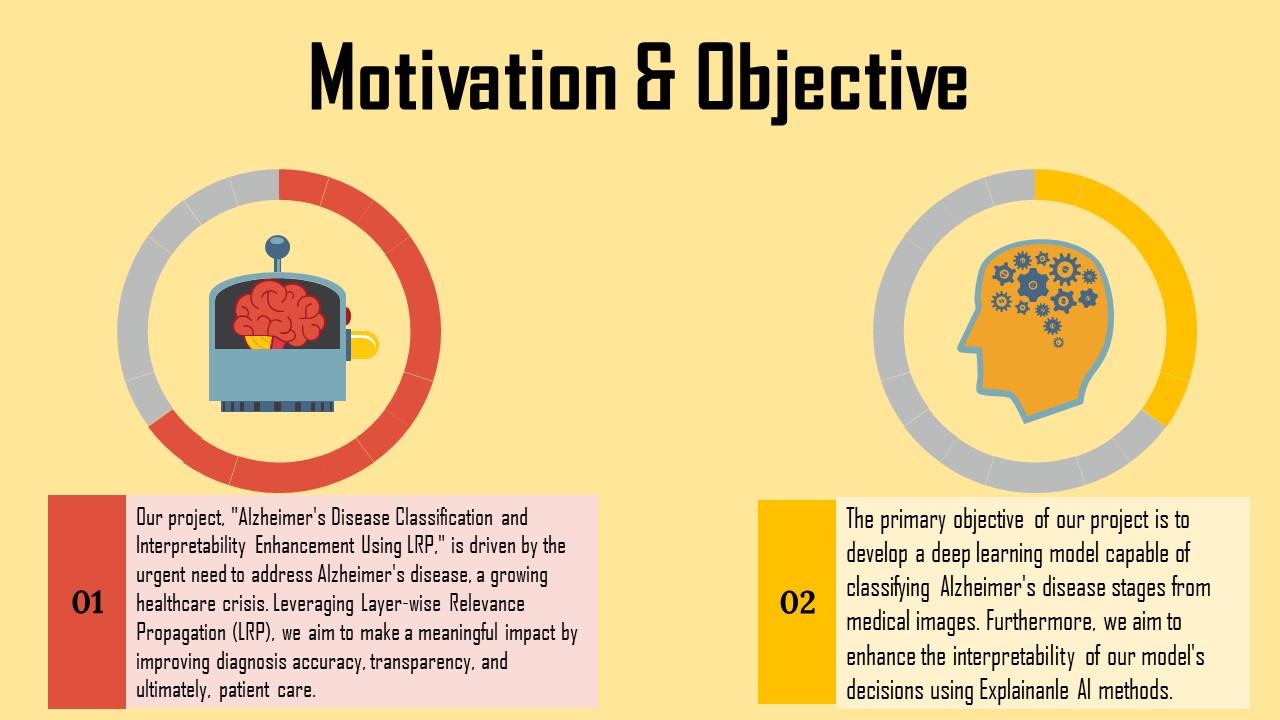 Motivation & Objective
01
Our project, "Alzheimer's Disease Classification and
Interpretability Enhancement Using LRP," is driven by the
urgent need to address Alzheimer's disease, a growing
healthcare crisis. Leveraging Layer-wise Relevance
Propagation (LRP), we aim to make a meaningful impact by
improving diagnosis accuracy, transparency, and
ultimately, patient care.
02
The primary objective of our project is to
develop a deep learning model capable of
classifying Alzheimer's disease stages from
medical images. Furthermore, we aim to
enhance the interpretability of our model's
decisions using Explainanle AI methods.